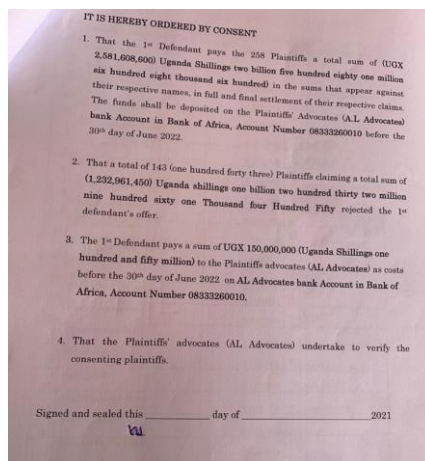 IT IS HEREBY ORDERED BY CONSENT
1. That the 1st Defendant pays the 258 Plaintiffs a total sum of (UGX
2,581,608,600) Uganda Shillings two billion five hundred eighty one million
six hundred eight thousand six hundred) in the sums that appear against
their respective names, in full and final settlement of their respective claims.
The funds shall be deposited on the Plaintiffs' Advocates (A.L Advocates)
bank Account in Bank of Africa, Account Number 08333260010 before the
30th day of June 2022.
2. That a total of 143 (one hundred forty three) Plaintiffs claiming a total sum of
(1,232,961,450) Uganda shillings one billion two hundred thirty two million
nine hundred sixty one Thousand four Hundred Fifty rejected the 1st
defendant's offer.
3. The 1st Defendant pays a sum of UGX 150,000,000 (Uganda Shillings one
hundred and fifty million) to the Plaintiffs advocates (AL Advocates) as costs
before the 30th day of June 2022 on AL Advocates bank Account in Bank of
Africa, Account Number 08333260010.
4. That the Plaintiffs' advocates (AL Advocates) undertake to verify the
consenting plaintiffs.
Signed and sealed this ____________ day of ____________________ 2021